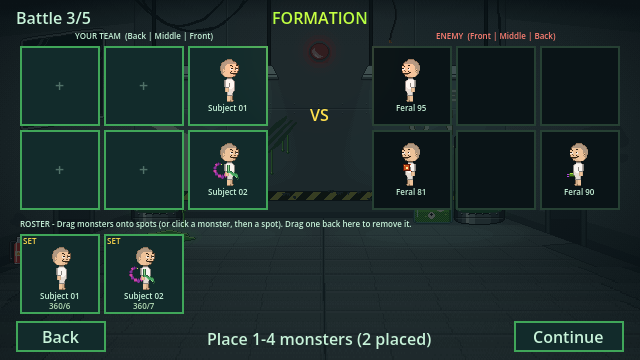 Battle 3/5
FORMATION
YOUR TEAM (Back | Middle | Front)
ENEMY (Front | Middle | Back)
+
+
Subject 01
VS
Feral 95
+
+
Subject 02
Feral 81
Feral 90
ROSTER - Drag monsters onto spots (or click a monster, then a spot). Drag one back here to remove it.
SET
Subject 01
360/6
SET
Subject 02
360/7
Back
Place 1-4 monsters (2 placed)
Continue